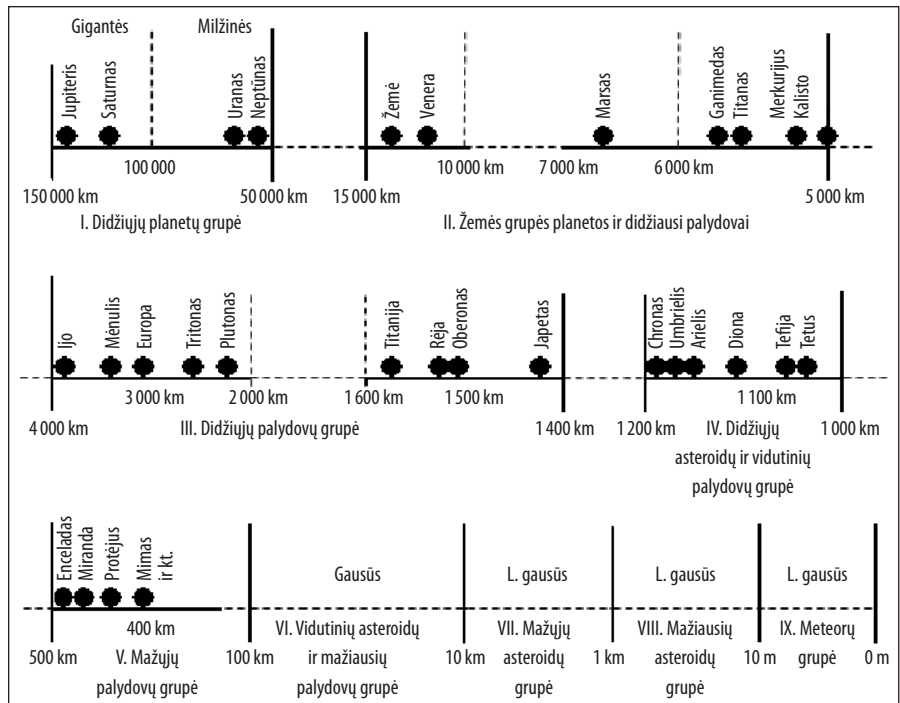 Gigantės Milžinės
Jupiteris Saturnas Uranas Neptūnas Žemė Venera Marsas Ganimedas Titanas Merkurijus Kalisto
150 000 km 100 000 50 000 km 15 000 km 10 000 km 7 000 km 6 000 km 5 000 km
I. Didžiųjų planetų grupė II. Žemės grupės planetos ir didžiausi palydovai
Ijo Mėnulis Europa Tritonas Plutonas Titanija Rėja Oberonas Japetas Chronas Umbrielis Arielis Diona Tefija Tetus
3 000 km 2 000 km 1 600 km 1 500 km 1 100 km
4 000 km III. Didžiųjų palydovų grupė 1 400 km 1 200 km IV. Didžiųjų 1 000 km
asteroidų ir vidutinių
palydovų grupė
Enceladas Miranda Protėjus Mimas ir kt.
Gausūs L. gausūs L. gausūs L. gausūs
400 km VI. Vidutinių asteroidų VII. Mažųjų VIII. Mažiausių IX. Meteorų
500 km V. Mažųjų 100 km ir mažiausių 10 km asteroidų 1 km asteroidų 10 m grupė 0 m
palydovų grupė palydovų grupė grupė grupė